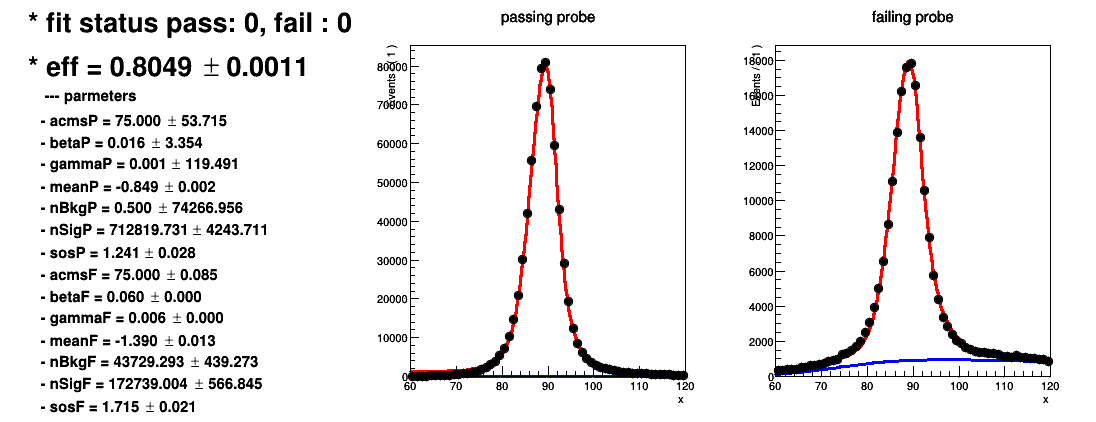 * fit status pass: 0, fail : 0
* eff = 0.8049 ± 0.0011
--- parmeters
- acmsP = 75.000 ± 53.715
- betaP = 0.016 ± 3.354
- gammaP = 0.001 ± 119.491
- meanP = -0.849 ± 0.002
- nBkgP = 0.500 ± 74266.956
- nSigP = 712819.731 ± 4243.711
- sosP = 1.241 ± 0.028
- acmsF = 75.000 ± 0.085
- betaF = 0.060 ± 0.000
- gammaF = 0.006 ± 0.000
- meanF = -1.390 ± 0.013
- nBkgF = 43729.293 ± 439.273
- nSigF = 172739.004 ± 566.845
- sosF = 1.715 ± 0.021
passing probe
Events / ( 1 )
80000
70000
60000
50000
40000
30000
20000
10000
0
60 70 80 90 100 110 120
x
failing probe
Events / ( 1 )
18000
16000
14000
12000
10000
8000
6000
4000
2000
0
60 70 80 90 100 110 120
x